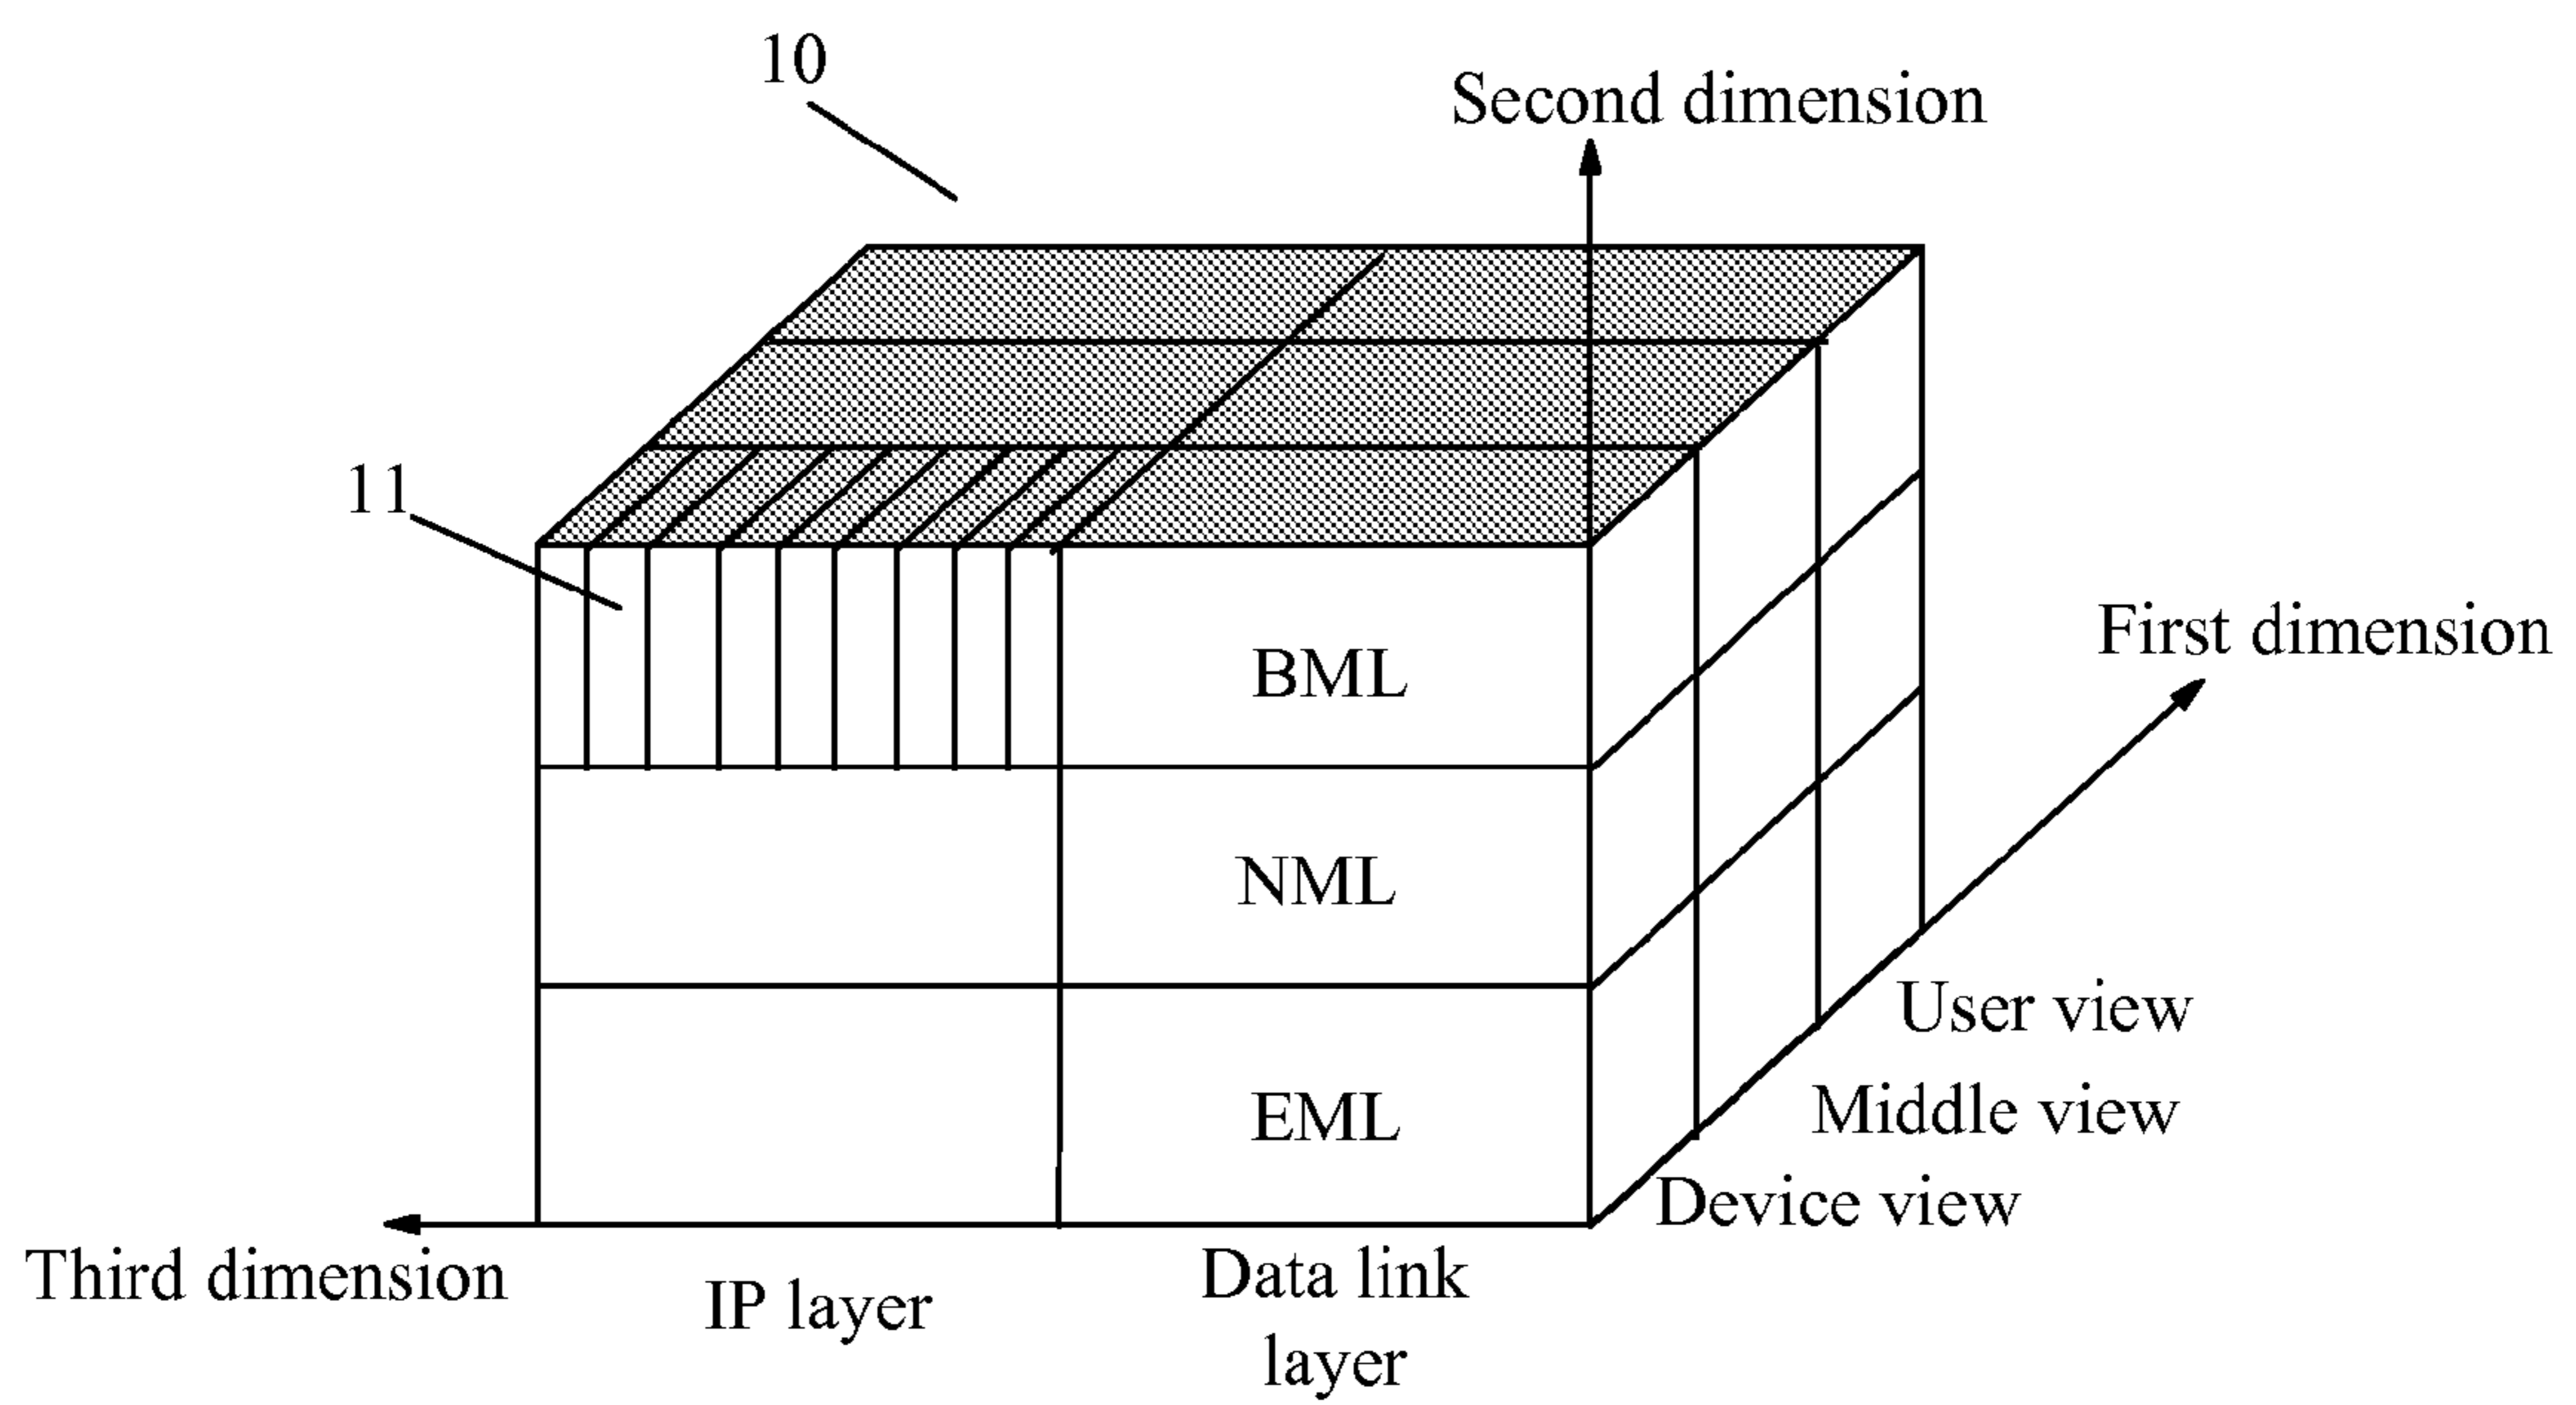 10
Second dimension
11
First dimension
BML
NML
EML
User view
Middle view
Device view
Third dimension
IP layer
Data link
layer